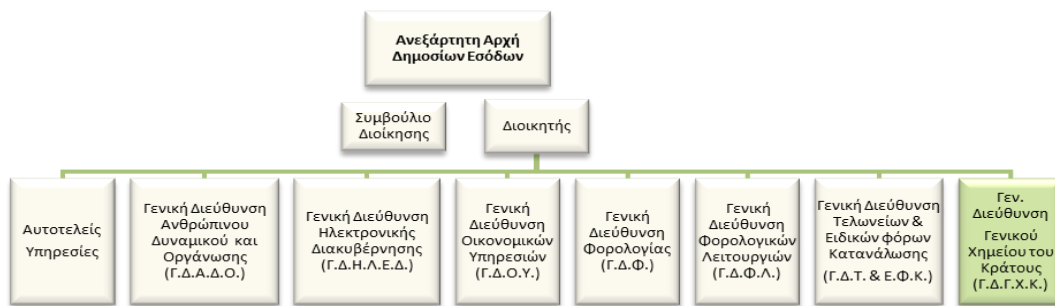 Ανεξάρτητη Αρχή
Δημοσίων Εσόδων
Συμβούλιο
Διοίκησης
Διοικητής
Αυτοτελείς
Υπηρεσίες
Γενική Διεύθυνση
Ανθρώπινου
Δυναμικού και
Οργάνωσης
(Γ.Δ.Α.Δ.Ο.)
Γενική Διεύθυνση
Ηλεκτρονικής
Διακυβέρνησης
(Γ.Δ.Η.Λ.Ε.Δ.)
Γενική
Διεύθυνση
Οικονομικών
Υπηρεσιών
(Γ.Δ.Ο.Υ.)
Γενική
Διεύθυνση
Φορολογίας
(Γ.Δ.Φ.)
Γενική
Διεύθυνση
Φορολογικών
Λειτουργιών
(Γ.Δ.Φ.Λ.)
Γενική Διεύθυνση
Τελωνείων &
Ειδικών φόρων
Κατανάλωσης
(Γ.Δ.Τ. & Ε.Φ.Κ.)
Γεν.
Διεύθυνση
Γενικού
Χημείου του
Κράτους
(Γ.Δ.Γ.Χ.Κ.)